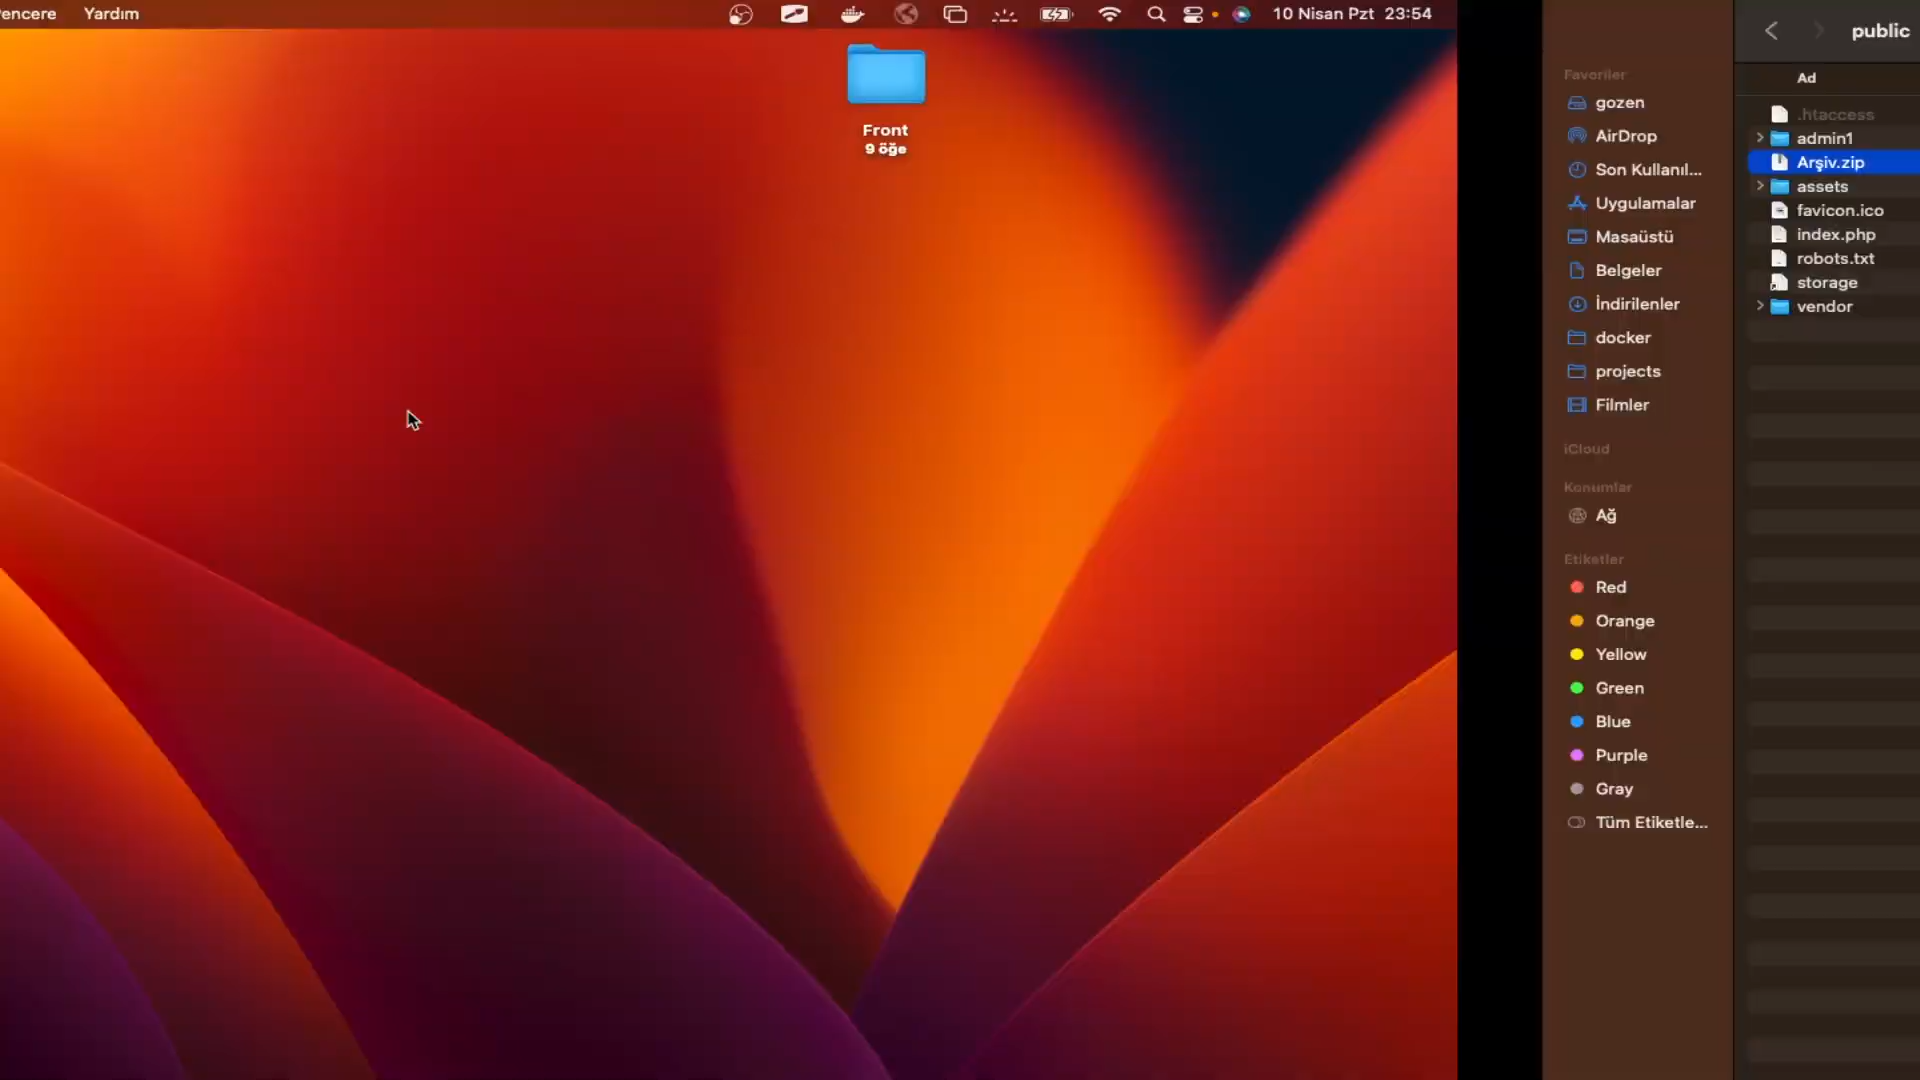 encere Yardım 10 Nisan Pzt 23:54
Front
9 öğe
Favoriler
gozen
AirDrop
Son Kullanıl...
Uygulamalar
Masaüstü
Belgeler
İndirilenler
docker
projects
Filmler
iCloud
Konumlar
Ağ
Etiketler
Red
Orange
Yellow
Green
Blue
Purple
Gray
Tüm Etiketle...
public
Ad
.htaccess
admin1
Arşiv.zip
assets
favicon.ico
index.php
robots.txt
storage
vendor